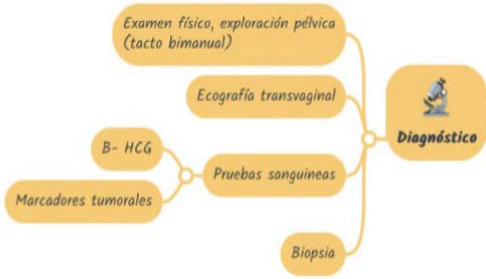 Examen físico, exploración pélvica
(tacto bimanual)
Ecografía transvaginal
Diagnóstico
B- HCG
Pruebas sanguineas
Marcadores tumorales
Biopsia